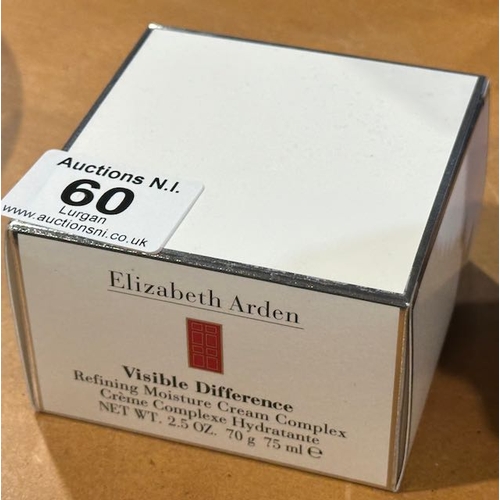 Auctions N.I.
60
Lurgan
www.auctionsni.co.uk
Elizabeth Arden
Visible Difference
Refining Moisture Cream Complex
Crème Complexe Hydratante
NET WT. 2.5 OZ. 70 g 75 ml ℮